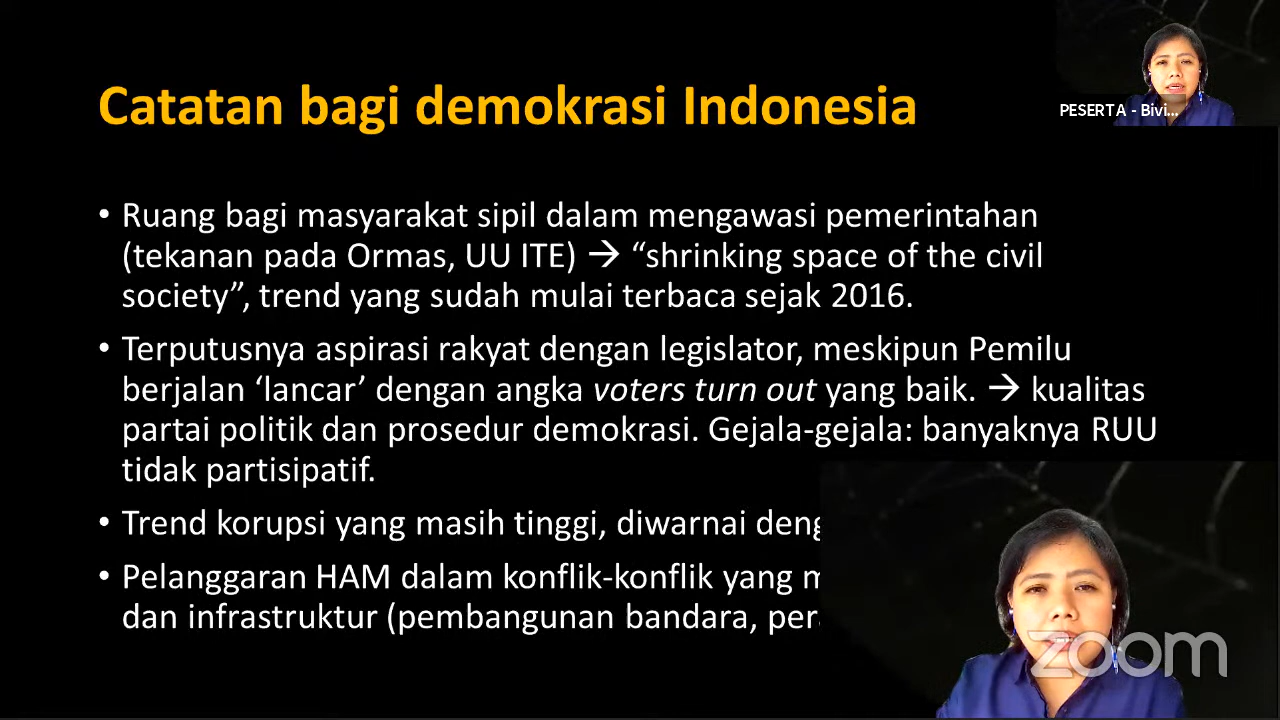 Catatan bagi demokrasi Indonesia
PESERTA - Bivi...
• Ruang bagi masyarakat sipil dalam mengawasi pemerintahan
(tekanan pada Ormas, UU ITE) → “shrinking space of the civil
society”, trend yang sudah mulai terbaca sejak 2016.
• Terputusnya aspirasi rakyat dengan legislator, meskipun Pemilu
berjalan ‘lancar’ dengan angka voters turn out yang baik. → kualitas
partai politik dan prosedur demokrasi. Gejala-gejala: banyaknya RUU
tidak partisipatif.
• Trend korupsi yang masih tinggi, diwarnai
• Pelanggaran HAM dalam konflik-konflik yang
dan infrastruktur (pembangunan bandara,
zoom